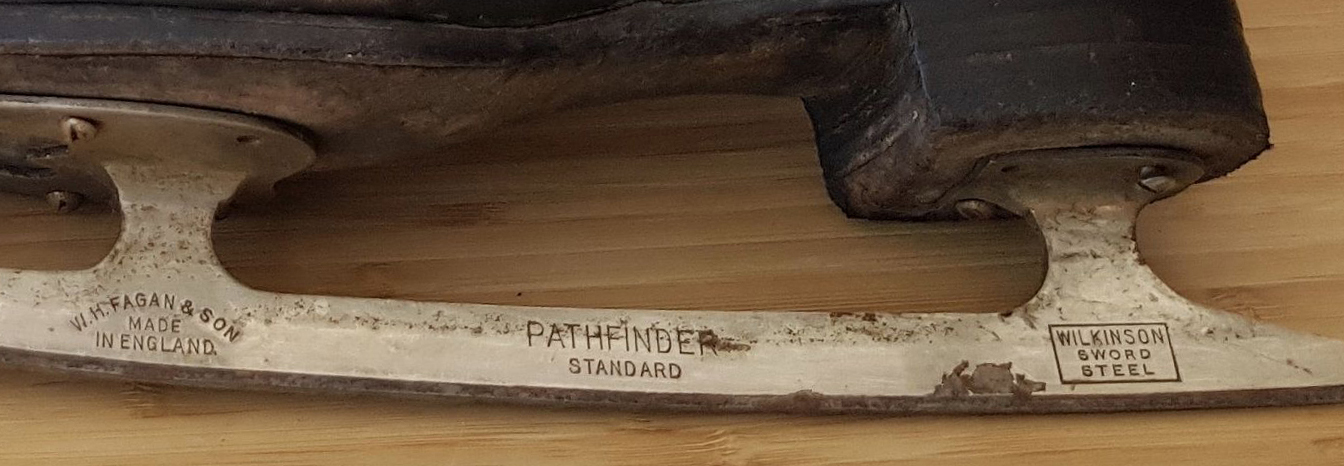 W.H. FAGAN & SON
MADE
IN ENGLAND.
PATHFINDER
STANDARD
WILKINSON
SWORD
STEEL